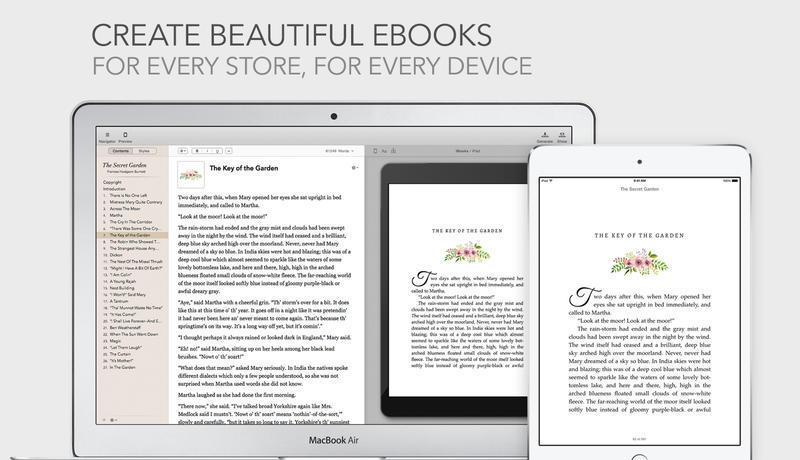 CREATE BEAUTIFUL EBOOKS
FOR EVERY STORE, FOR EVERY DEVICE
Navigator
Preview
Generate
Show
Contents
Styles
B
I
U
Words
The Secret Garden
Frances Hodgson Burnett
Copyright
Introduction
1. There is No One Left
2. Mistress Mary Quite Contrary
3. Across The Moor
4. Martha
5. The Cry In The Corridor
6. "There Was Some One Cry...
7. The Key of the Garden
8. The Robin Who Showed T...
9. The Strangest House Any...
10. Dickon
11. The Nest Of The Missel Thrush
12. "Might I Have A Bit Of Earth?"
13. "I Am Colin"
14. A Young Rajah
15. Nest Building
16. "I Won't!" Said Mary
17. A Tantrum
18. "Tha' Munnot Waste No Time"
19. "It Has Come!"
20. "I Shall Live Forever–And E...
21. Ben Weatherstaff
22. When The Sun Went Down
23. Magic
24. "Let Them Laugh"
25. The Curtain
26. "It's Mother!"
27. In The Garden
The Key of the Garden
Two days after this, when Mary opened her eyes she sat upright in bed
immediately, and called to Martha.
"Look at the moor! Look at the moor!"
The rain-storm had ended and the gray mist and clouds had been swept
away in the night by the wind. The wind itself had ceased and a brilliant,
deep blue sky arched high over the moorland. Never, never had Mary
dreamed of a sky so blue. In India skies were hot and blazing; this was of a
deep cool blue which almost seemed to sparkle like the waters of some
lovely bottomless lake, and here and there, high, high in the arched
blueness floated small clouds of snow-white fleece. The far-reaching world
of the moor itself looked softly blue instead of gloomy purple-black or
awful dreary gray.
"Aye," said Martha with a cheerful grin. "Th' storm's over for a bit. It does
like this at this time o' th' year. It goes off in a night like it was pretendin'
it had never been here an' never meant to come again. That's because th'
springtime's on its way. It's a long way off yet, but it's comin'."
"I thought perhaps it always rained or looked dark in England," Mary said.
"Eh! no!" said Martha, sitting up on her heels among her black lead
brushes. "Nowt o' th' soart!"
"What does that mean?" asked Mary seriously. In India the natives spoke
different dialects which only a few people understood, so she was not
surprised when Martha used words she did not know.
Martha laughed as she had done the first morning.
"There now," she said. "I've talked broad Yorkshire again like Mrs.
Medlock said I mustn't. 'Nowt o' th' soart' means 'nothin'-of-the-sort,'"
slowly and carefully, "but it takes so long to say it. Yorkshire's th' sunniest
Weeks / iPad
THE KEY OF THE GARDEN
Two days after this, when Mary opened her
eyes she sat upright in bed immediately, and
called to Martha.
"Look at the moor! Look at the moor!"
The rain-storm had ended and the gray mist and
clouds had been swept away in the night by the wind.
The wind itself had ceased and a brilliant, deep blue
sky arched high over the moorland. Never, never had Mary
dreamed of a sky so blue. In India skies were hot and
blazing; this was of a deep cool blue which almost
seemed to sparkle like the waters of some lovely bot-
tomless lake, and here and there, high, high in the
arched blueness floated small clouds of snow-white
fleece. The far-reaching world of the moor itself looked
softly blue instead of gloomy purple-black or awful
MacBook Air
iPad
9:41 AM
100%
The Secret Garden
THE KEY OF THE GARDEN
Two days after this, when Mary opened her
eyes she sat upright in bed immediately, and
called to Martha.
"Look at the moor! Look at the moor!"
The rain-storm had ended and the gray mist and
clouds had been swept away in the night by the wind.
The wind itself had ceased and a brilliant, deep blue
sky arched high over the moorland. Never, never had
Mary dreamed of a sky so blue. In India skies were hot
and blazing; this was of a deep cool blue which almost
seemed to sparkle like the waters of some lovely bot-
tomless lake, and here and there, high, high in the
arched blueness floated small clouds of snow-white
fleece. The far-reaching world of the moor itself looked
softly blue instead of gloomy purple-black or awful